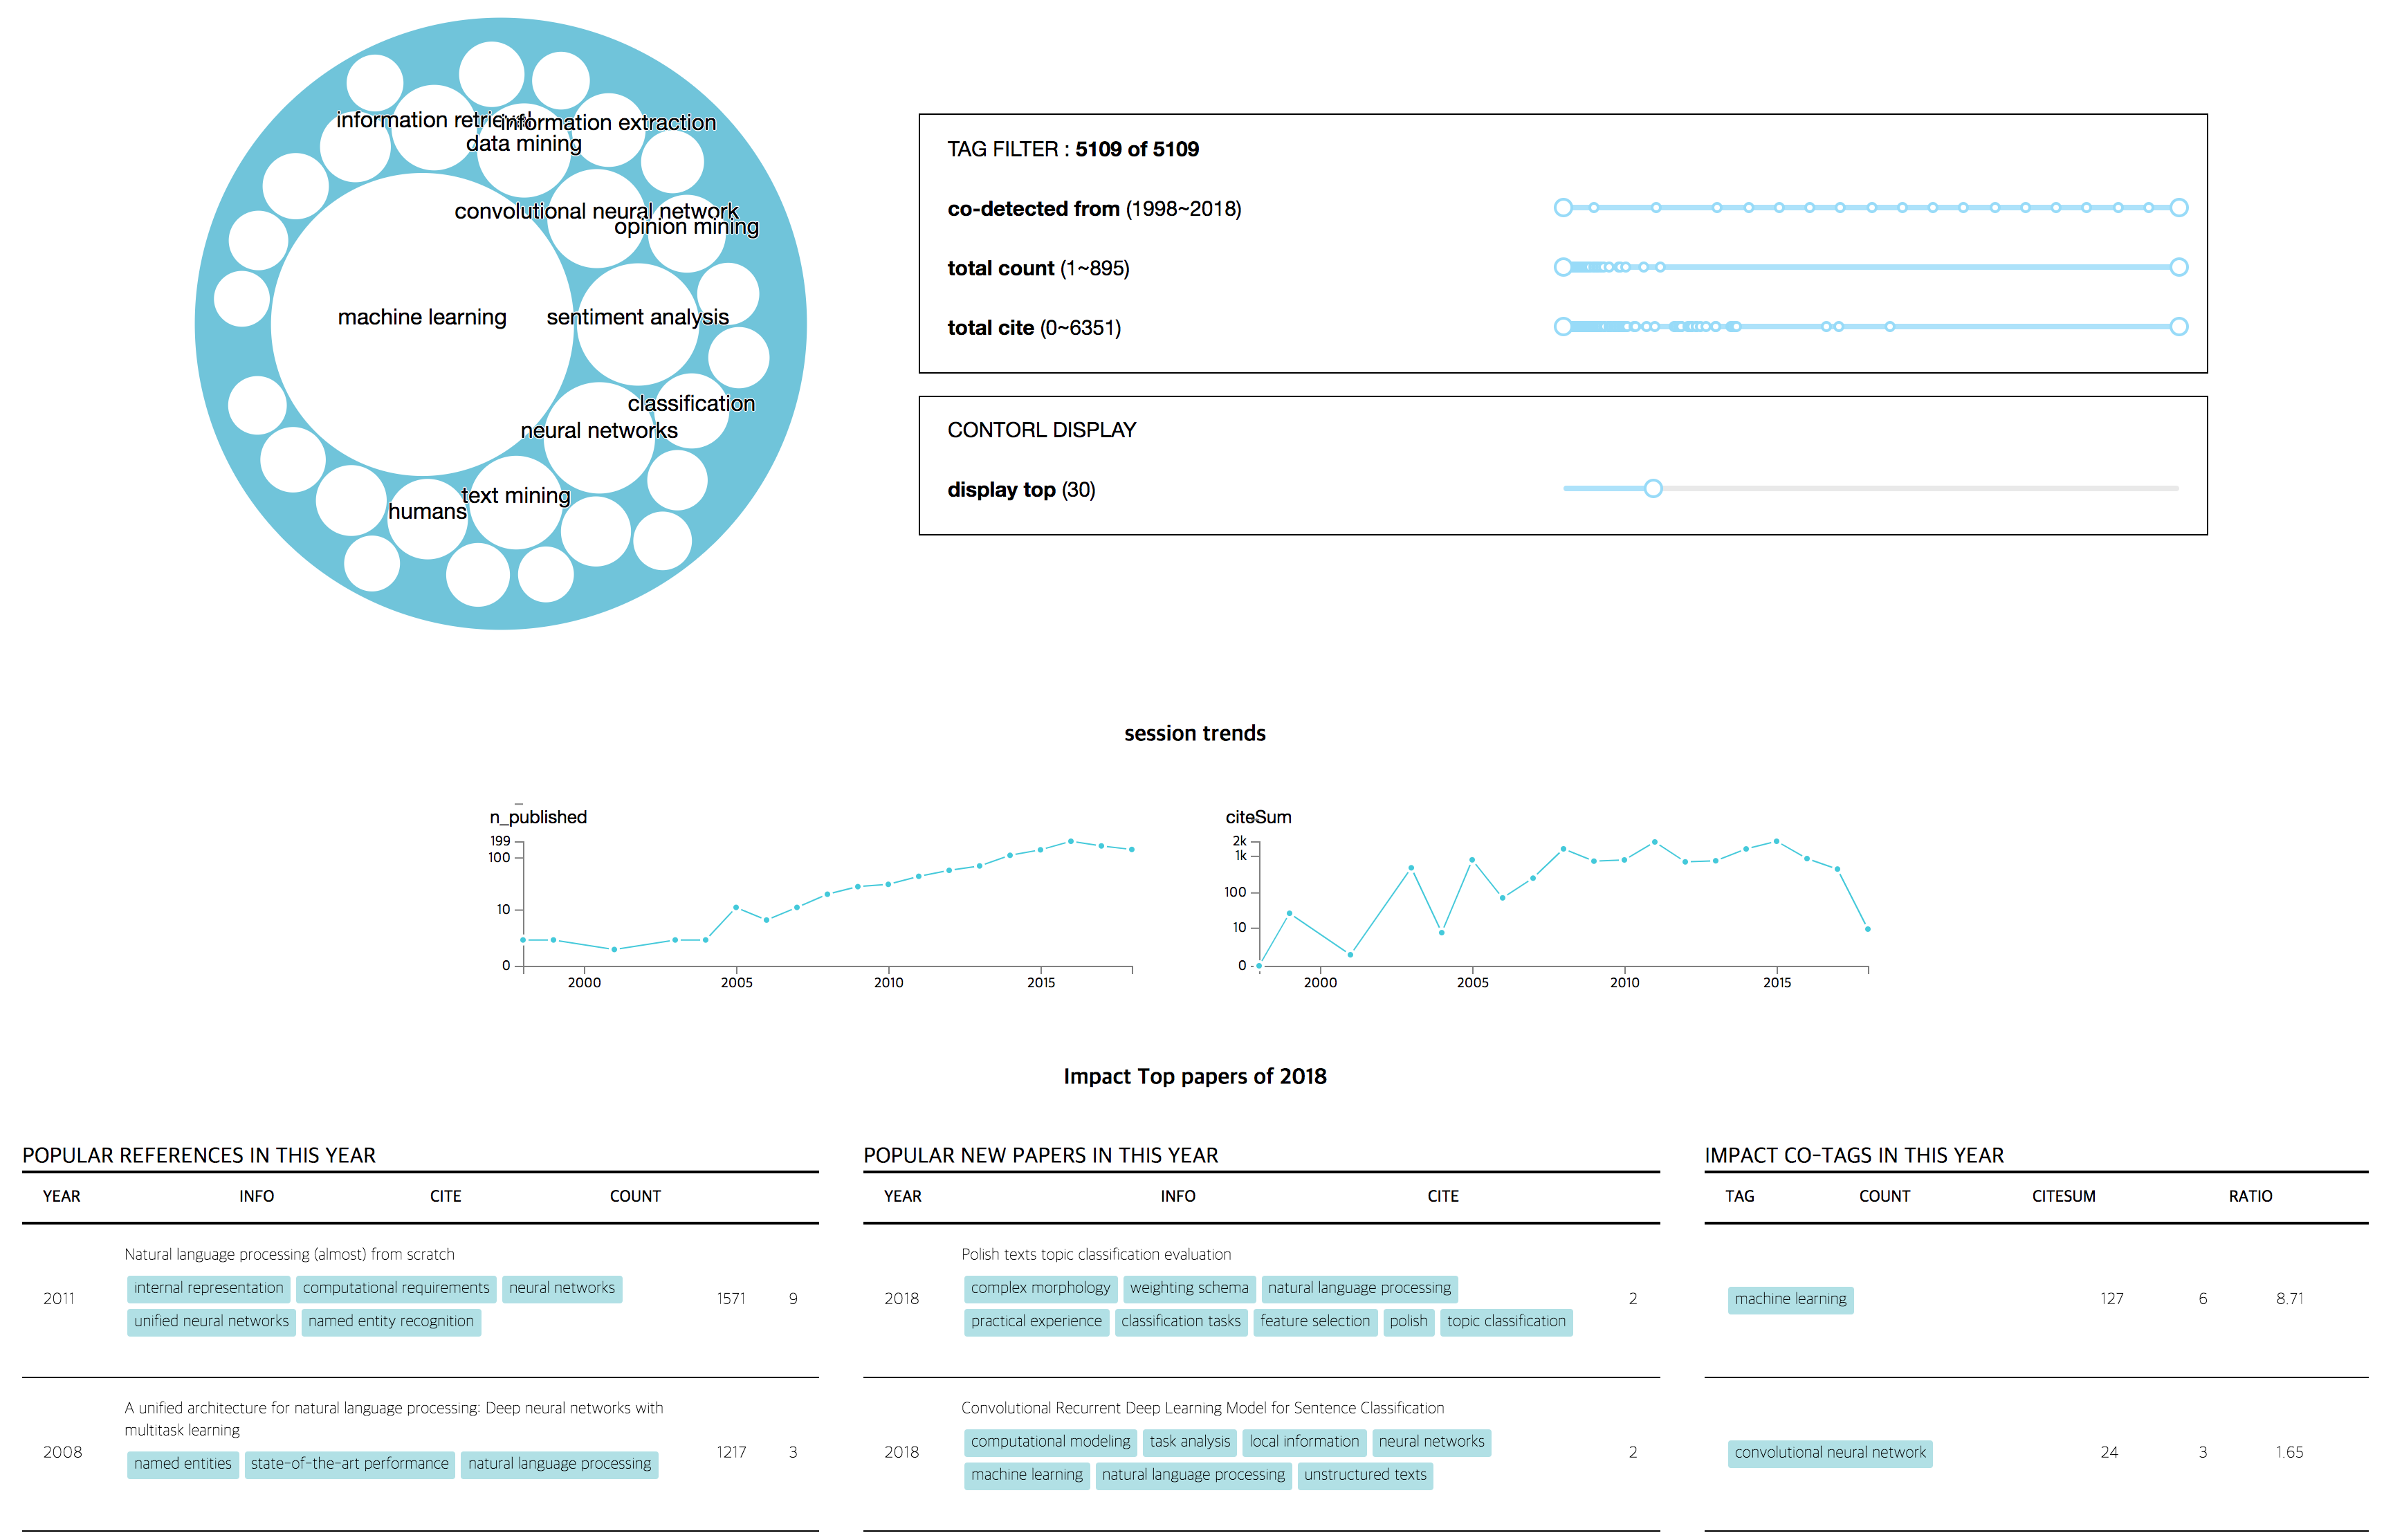 information retrieval
information extraction
data mining
convolutional neural network
opinion mining
machine learning
sentiment analysis
classification
neural networks
text mining
humans
TAG FILTER : 5109 of 5109
co-detected from (1998~2018)
total count (1~895)
total cite (0~6351)
CONTORL DISPLAY
display top (30)
session trends
n_published
199
100
10
0
2000 2005 2010 2015
citeSum
2k
1k
100
10
0
2000 2005 2010 2015
Impact Top papers of 2018
POPULAR REFERENCES IN THIS YEAR
YEAR INFO CITE COUNT
Natural language processing (almost) from scratch
internal representation computational requirements neural networks
2011 1571 9
unified neural networks named entity recognition
A unified architecture for natural language processing: Deep neural networks with
multitask learning
2008 1217 3
named entities state-of-the-art performance natural language processing
POPULAR NEW PAPERS IN THIS YEAR
YEAR INFO CITE
Polish texts topic classification evaluation
complex morphology weighting schema natural language processing
2018 2
practical experience classification tasks feature selection polish topic classification
Convolutional Recurrent Deep Learning Model for Sentence Classification
computational modeling task analysis local information neural networks
2018 2
machine learning natural language processing unstructured texts
IMPACT CO-TAGS IN THIS YEAR
TAG COUNT CITESUM RATIO
machine learning 127 6 8.71
convolutional neural network 24 3 1.65